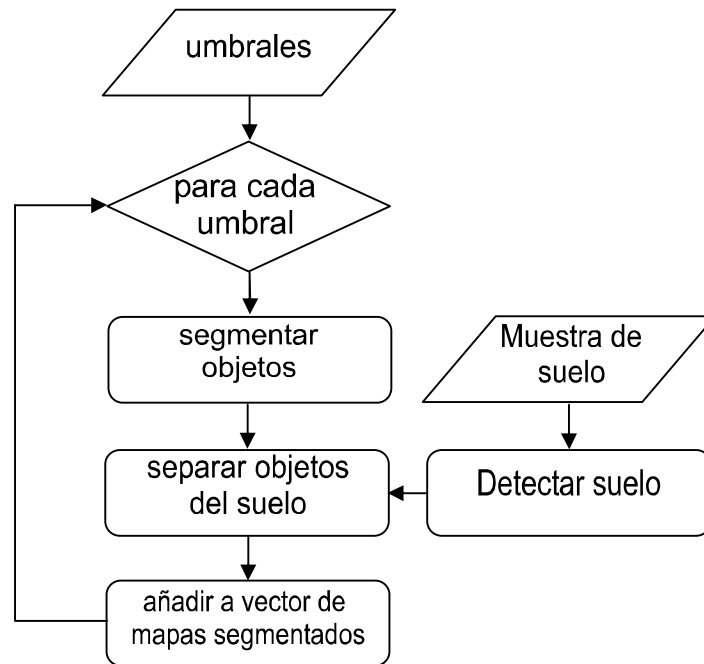 umbrales
para cada
umbral
segmentar
objetos
Muestra de
suelo
separar objetos
del suelo
Detectar suelo
añadir a vector de
mapas segmentados